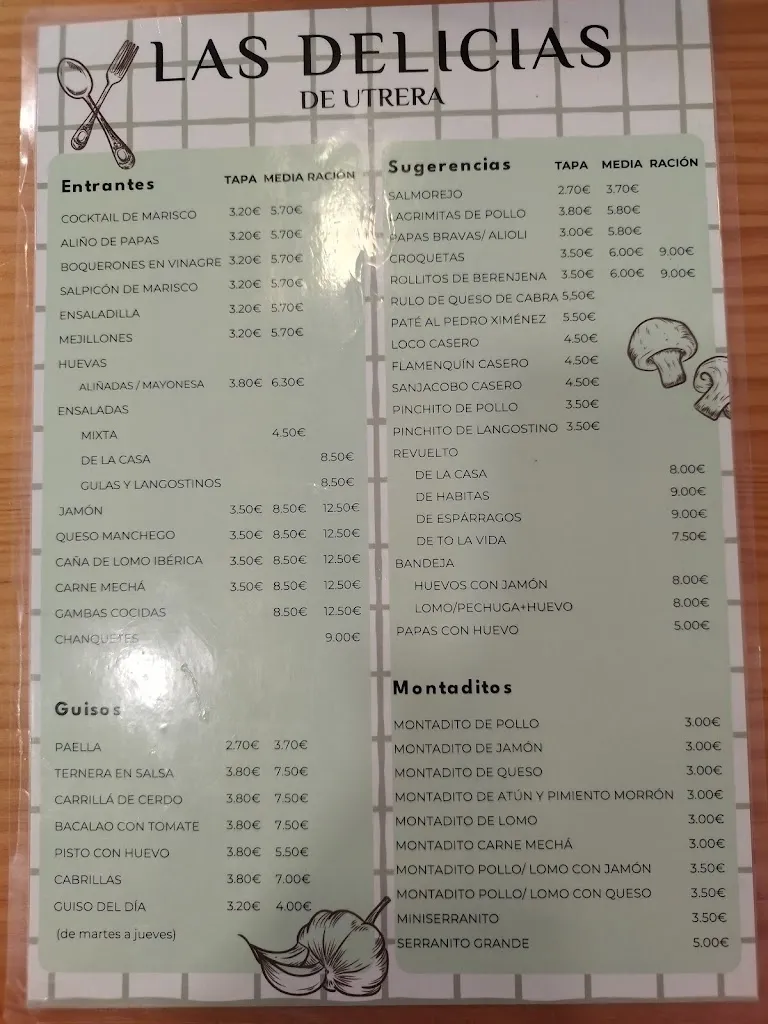 LAS DELICIAS
DE UTRERA
Entrantes TAPA MEDIA RACIÓN
COCKTAIL DE MARISCO 3.20€ 5.70€
ALIÑO DE PAPAS 3.20€ 5.70€
BOQUERONES EN VINAGRE 3.20€ 5.70€
SALPICÓN DE MARISCO 3.20€ 5.70€
ENSALADILLA 3.20€ 5.70€
MEJILLONES 3.20€ 5.70€
HUEVAS
ALIÑADAS / MAYONESA 3.80€ 6.30€
ENSALADAS
MIXTA 4.50€
DE LA CASA 8.50€
GULAS Y LANGOSTINOS 8.50€
JAMÓN 3.50€ 8.50€ 12.50€
QUESO MANCHEGO 3.50€ 8.50€ 12.50€
CAÑA DE LOMO IBÉRICA 3.50€ 8.50€ 12.50€
CARNE MECHÁ 3.50€ 8.50€ 12.50€
GAMBAS COCIDAS 8.50€ 12.50€
CHANQUETES 9.00€
Guisos
PAELLA 2.70€ 3.70€
TERNERA EN SALSA 3.80€ 7.50€
CARRILLÁ DE CERDO 3.80€ 7.50€
BACALAO CON TOMATE 3.80€ 7.50€
PISTO CON HUEVO 3.80€ 5.50€
CABRILLAS 3.80€ 7.00€
GUISO DEL DÍA 3.20€ 4.00€
(de martes a jueves)
Sugerencias TAPA MEDIA RACIÓN
SALMOREJO 2.70€ 3.70€
LAGRIMITAS DE POLLO 3.80€ 5.80€
PAPAS BRAVAS/ ALIOLI 3.00€ 5.80€
CROQUETAS 3.50€ 6.00€ 9.00€
ROLLITOS DE BERENJENA 3.50€ 6.00€ 9.00€
RULO DE QUESO DE CABRA 5,50€
PATÉ AL PEDRO XIMÉNEZ 5.50€
LOCO CASERO 4.50€
FLAMENQUÍN CASERO 4.50€
SANJACOBO CASERO 4.50€
PINCHITO DE POLLO 3.50€
PINCHITO DE LANGOSTINO 3.50€
REVUELTO
DE LA CASA 8.00€
DE HABITAS 9.00€
DE ESPÁRRAGOS 9.00€
DE TO LA VIDA 7.50€
BANDEJA
HUEVOS CON JAMÓN 8.00€
LOMO/PECHUGA+HUEVO 8.00€
PAPAS CON HUEVO 5.00€
Montaditos
MONTADITO DE POLLO 3.00€
MONTADITO DE JAMÓN 3.00€
MONTADITO DE QUESO 3.00€
MONTADITO DE ATÚN Y PIMIENTO MORRÓN 3.00€
MONTADITO DE LOMO 3.00€
MONTADITO CARNE MECHÁ 3.00€
MONTADITO POLLO/ LOMO CON JAMÓN 3.50€
MONTADITO POLLO/ LOMO CON QUESO 3.50€
MINISERRANITO 3.50€
SERRANITO GRANDE 5.00€